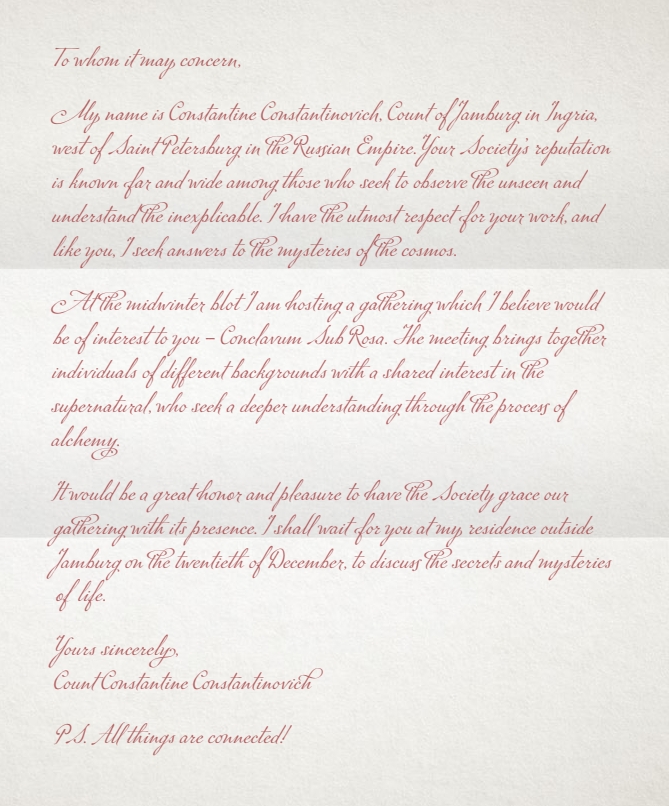 To whom it may concern,
My name is Constantine Constantinovich, Count of Jamburg in Ingria,
west of Saint Petersburg in the Russian Empire. Your Society's reputation
is known far and wide among those who seek to observe the unseen and
understand the inexplicable. I have the utmost respect for your work, and
like you, I seek answers to the mysteries of the cosmos.
At the midwinter blot I am hosting a gathering which I believe would
be of interest to you – Conclavum Sub Rosa. The meeting brings together
individuals of different backgrounds with a shared interest in the
supernatural, who seek a deeper understanding through the process of
alchemy.
It would be a great honor and pleasure to have the Society grace our
gathering with its presence. I shall wait for you at my residence outside
Jamburg on the twentieth of December, to discuss the secrets and mysteries
of life.
Yours sincerely,
Count Constantine Constantinovich
P.S. All things are connected!